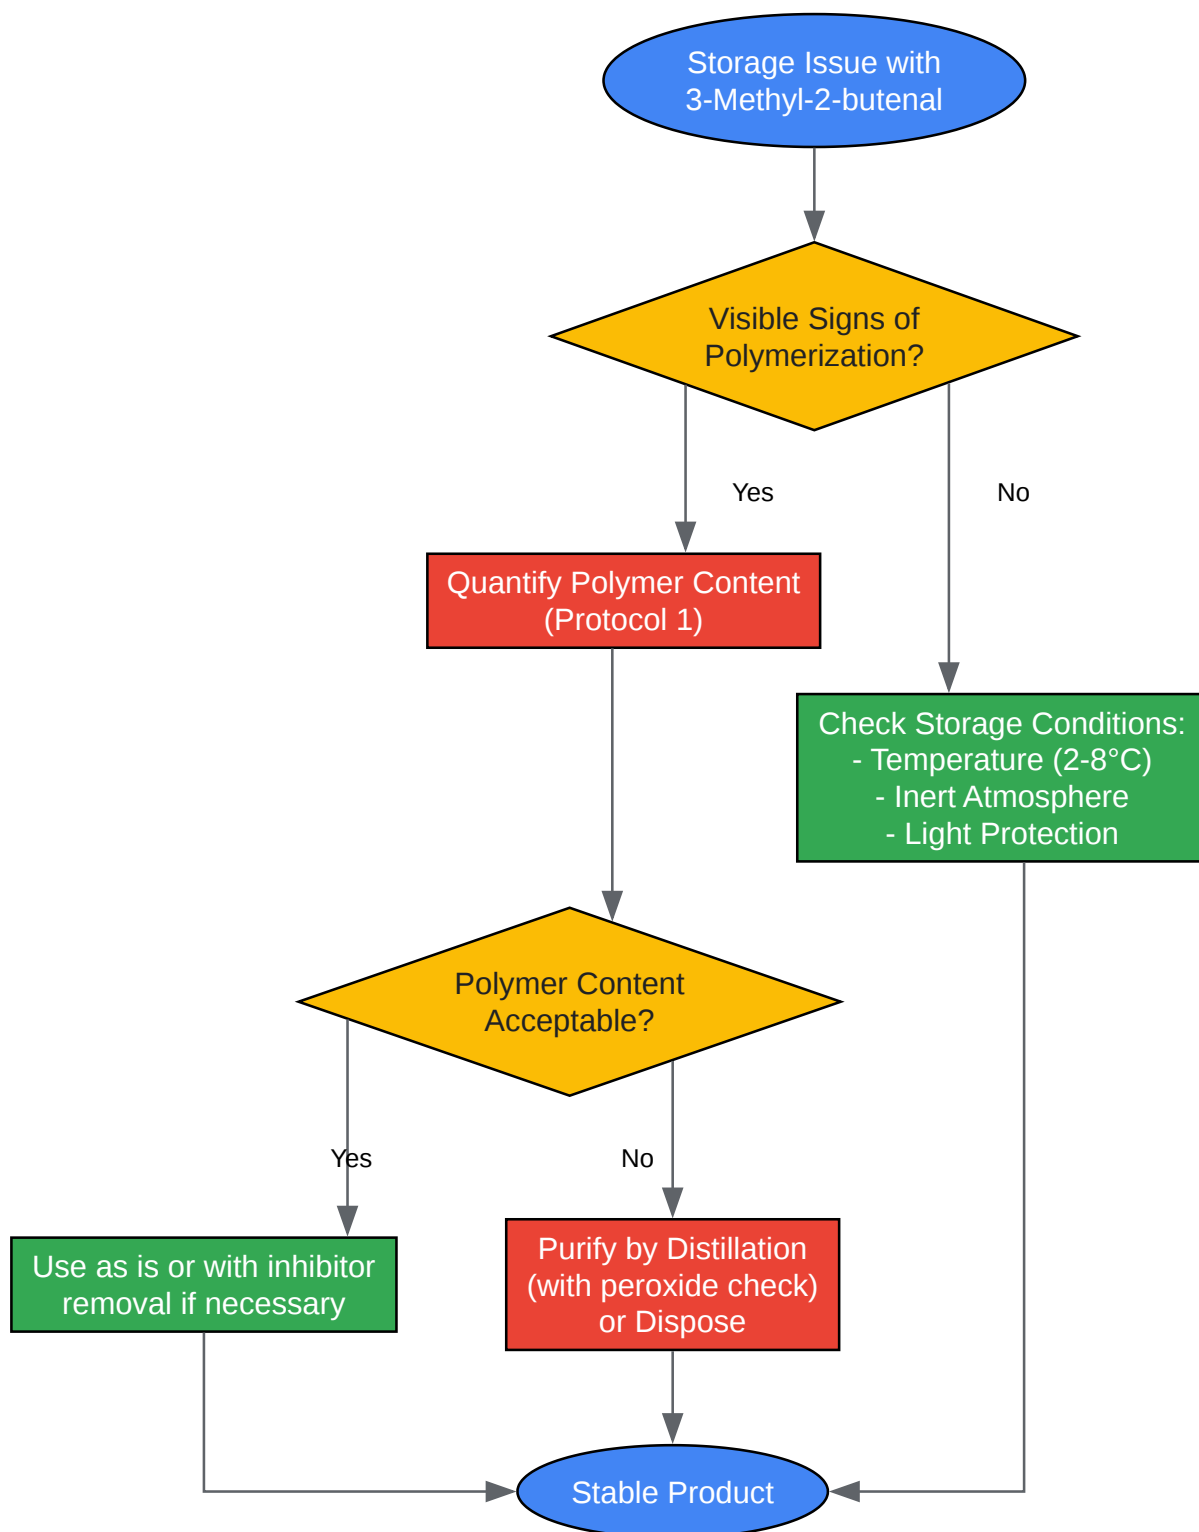 Storage Issue with
3-Methyl-2-butenal
Visible Signs of
Polymerization?
Yes
No
Quantify Polymer Content
(Protocol 1)
Check Storage Conditions:
- Temperature (2-8°C)
- Inert Atmosphere
- Light Protection
Polymer Content
Acceptable?
Yes
No
Use as is or with inhibitor
removal if necessary
Purify by Distillation
(with peroxide check)
or Dispose
Stable Product